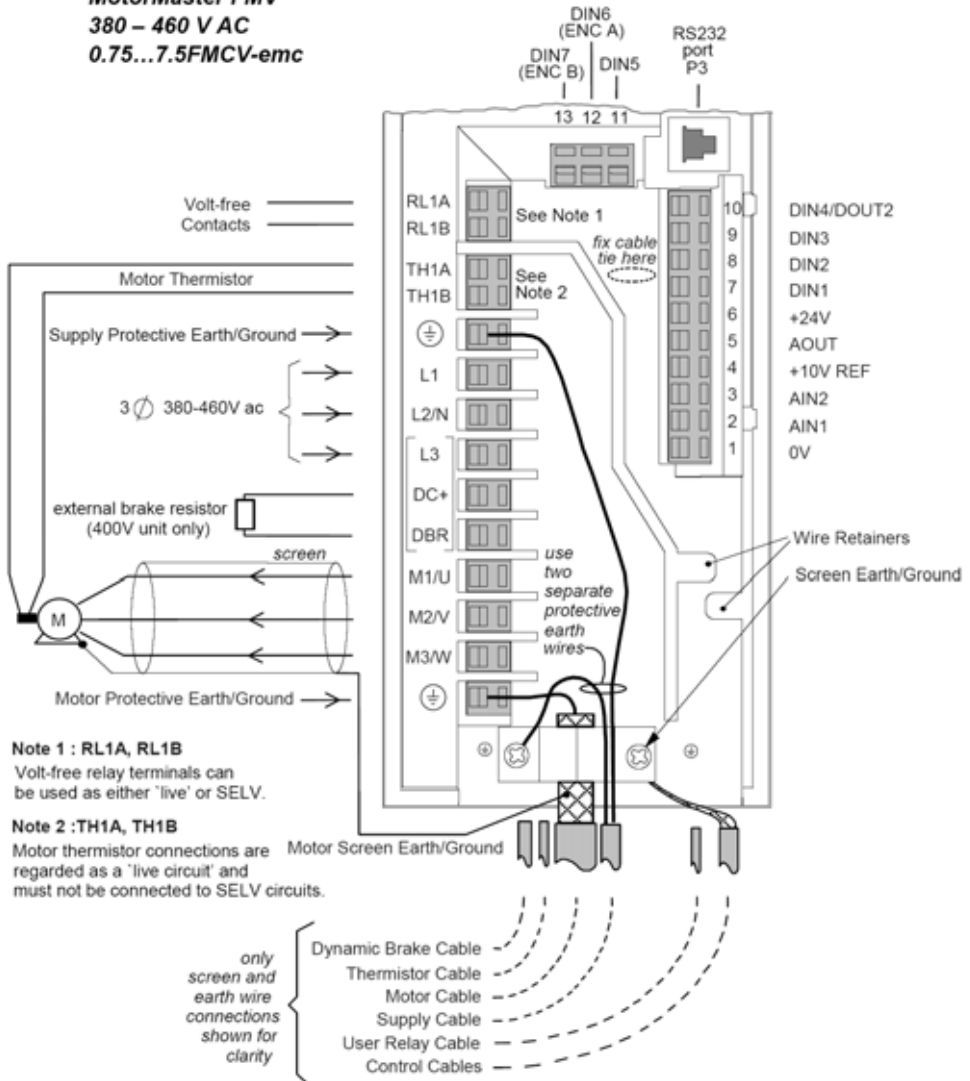 MotorMaster FMV
380 – 460 V AC
0.75...7.5FMCV-emc
DIN6
(ENC A)
DIN7
(ENC B)
DIN5
RS232
port
P3
13 12 11
Volt-free
Contacts
RL1A
RL1B
See Note 1
Motor Thermistor
TH1A
TH1B
See
Note 2
fix cable
tie here
10 DIN4/DOUT2
9 DIN3
8 DIN2
7 DIN1
6 +24V
5 AOUT
4 +10V REF
3 AIN2
2 AIN1
1 0V
Supply Protective Earth/Ground
L1
3 ∅ 380-460V ac
L2/N
L3
external brake resistor
(400V unit only)
DC+
DBR
screen
M1/U
M2/V
M3/W
M
use
two
separate
protective
earth
wires
Wire Retainers
Screen Earth/Ground
Motor Protective Earth/Ground
Note 1 : RL1A, RL1B
Volt-free relay terminals can
be used as either `live' or SELV.
Note 2 :TH1A, TH1B
Motor thermistor connections are
regarded as a `live circuit' and
must not be connected to SELV circuits.
Motor Screen Earth/Ground
only
screen and
earth wire
connections
shown for
clarity
Dynamic Brake Cable
Thermistor Cable
Motor Cable
Supply Cable
User Relay Cable
Control Cables